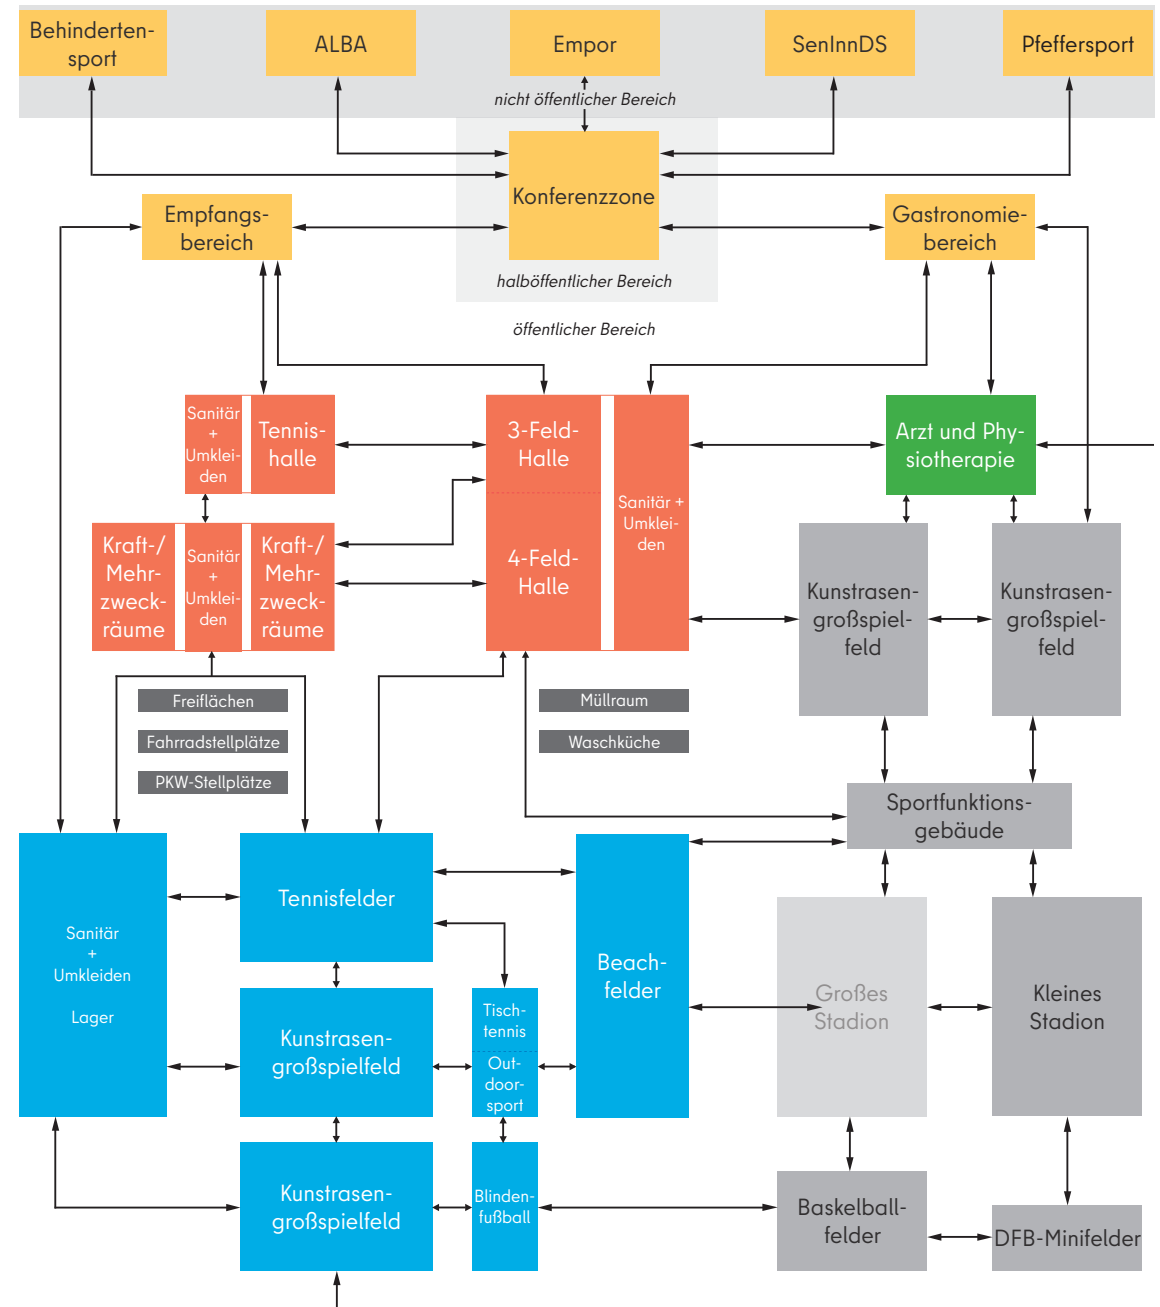 Behinderten-
sport
ALBA
Empor
SenInnDS
Pfeffersport
nicht öffentlicher Bereich
Konferenzzone
Empfangs-
bereich
Gastronomie-
bereich
halböffentlicher Bereich
öffentlicher Bereich
Sanitär
+
Umklei-
den
Tennis-
halle
3-Feld-
Halle
4-Feld-
Halle
Sanitär +
Umklei-
den
Arzt und Phy-
siotherapie
Kraft-/
Mehr-
zweck-
räume
Sanitär
+
Umklei-
den
Kraft-/
Mehr-
zweck-
räume
Kunstrasen-
großspiel-
feld
Kunstrasen-
großspiel-
feld
Freiflächen
Fahrradstellplätze
PKW-Stellplätze
Müllraum
Waschküche
Sportfunktions-
gebäude
Sanitär
+
Umkleiden
Lager
Tennisfelder
Beach-
felder
Großes
Stadion
Kleines
Stadion
Kunstrasen-
großspielfeld
Tisch-
tennis
Out-
doorsport
Kunstrasen-
großspielfeld
Blinden-
fußball
Baskelball-
felder
DFB-Minifelder